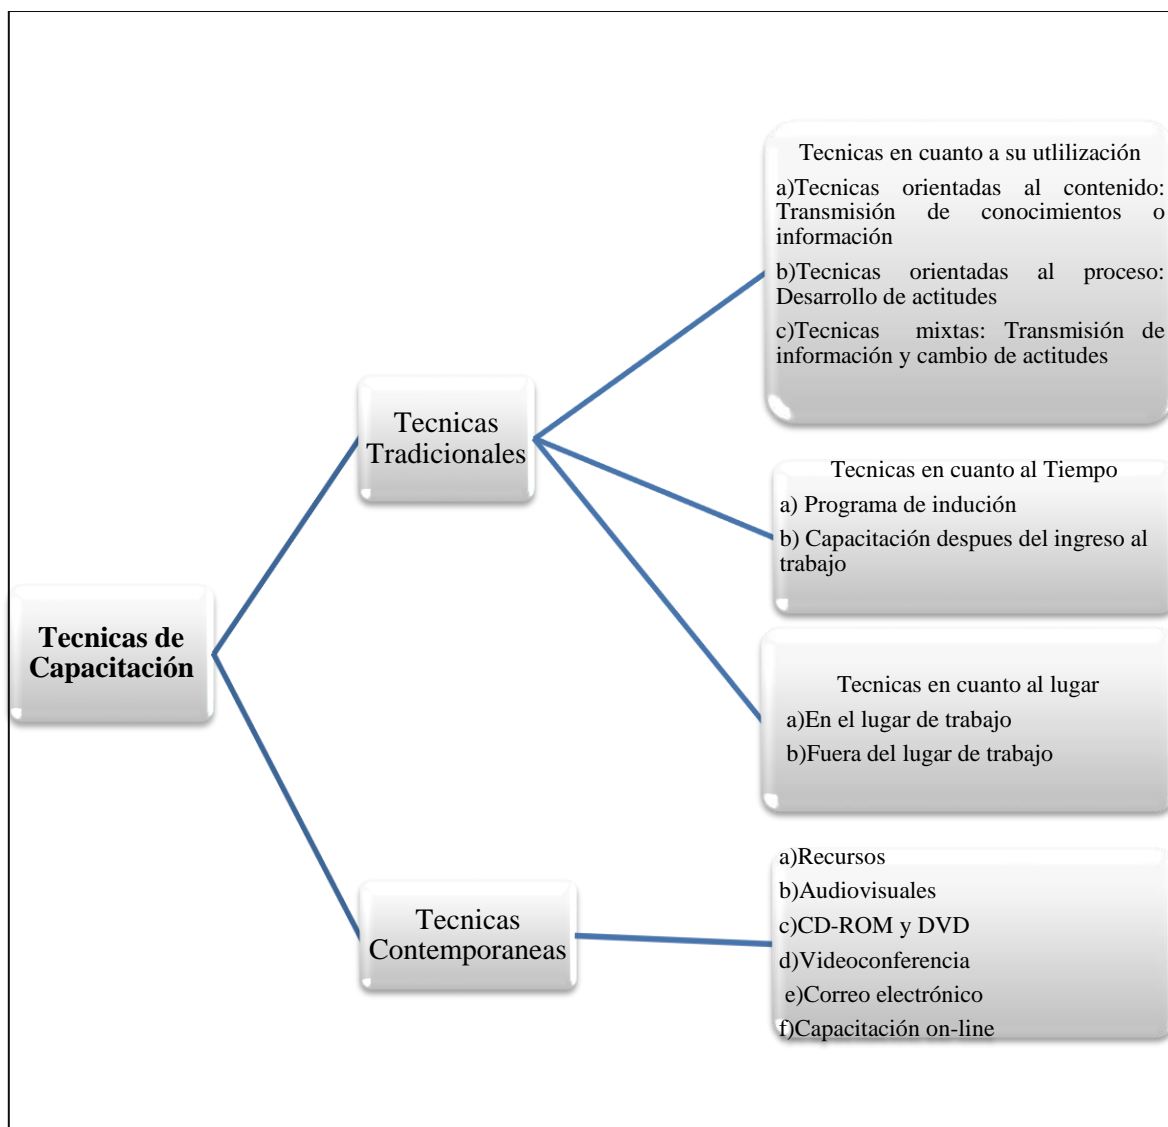 Tecnicas de
Capacitación
Tecnicas
Tradicionales
Tecnicas en cuanto a su utlilización
a)Tecnicas orientadas al contenido:
Transmisión de conocimientos o
información
b)Tecnicas orientadas al proceso:
Desarrollo de actitudes
c)Tecnicas mixtas: Transmisión de
información y cambio de actitudes
Tecnicas en cuanto al Tiempo
a) Programa de indución
b) Capacitación despues del ingreso al
trabajo
Tecnicas en cuanto al lugar
a)En el lugar de trabajo
b)Fuera del lugar de trabajo
Tecnicas
Contemporaneas
a)Recursos
b)Audiovisuales
c)CD-ROM y DVD
d)Videoconferencia
e)Correo electrónico
f)Capacitación on-line